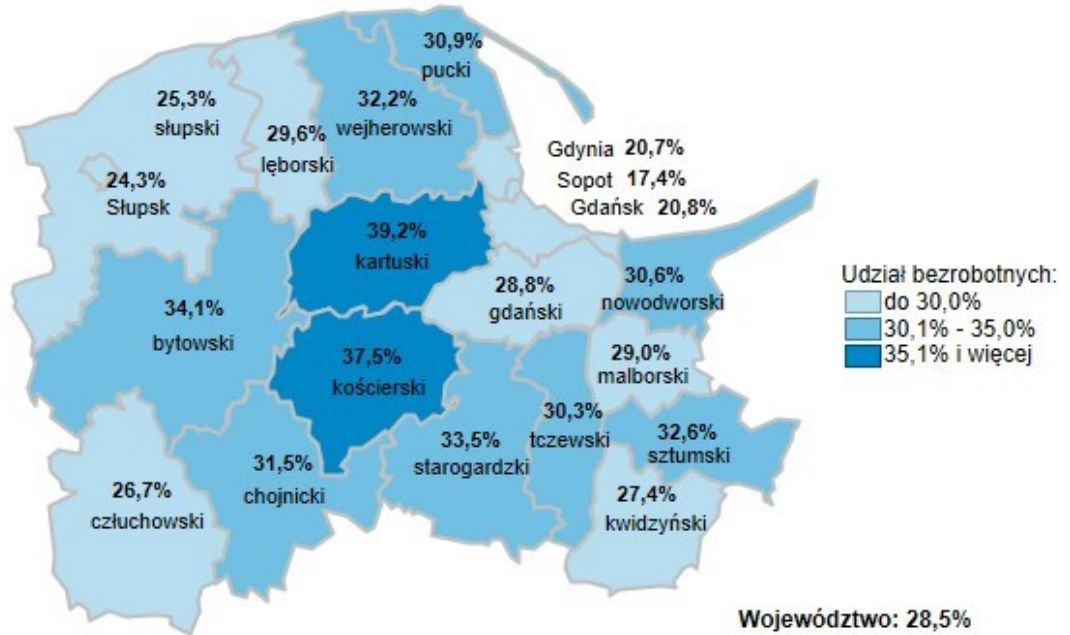 30,9%
pucki
25,3%
słupski
32,2%
wejherowski
29,6%
lęborski
Gdynia 20,7%
Sopot 17,4%
Gdańsk 20,8%
24,3%
Słupsk
39,2%
kartuski
28,8%
gdański
30,6%
nowodworski
34,1%
bytowski
37,5%
kościerski
29,0%
malborski
30,3%
tczewski
33,5%
starogardzki
32,6%
sztumski
31,5%
chojnicki
26,7%
człuchowski
27,4%
kwidzyński
Udział bezrobotnych:
do 30,0%
30,1% - 35,0%
35,1% i więcej
Województwo: 28,5%